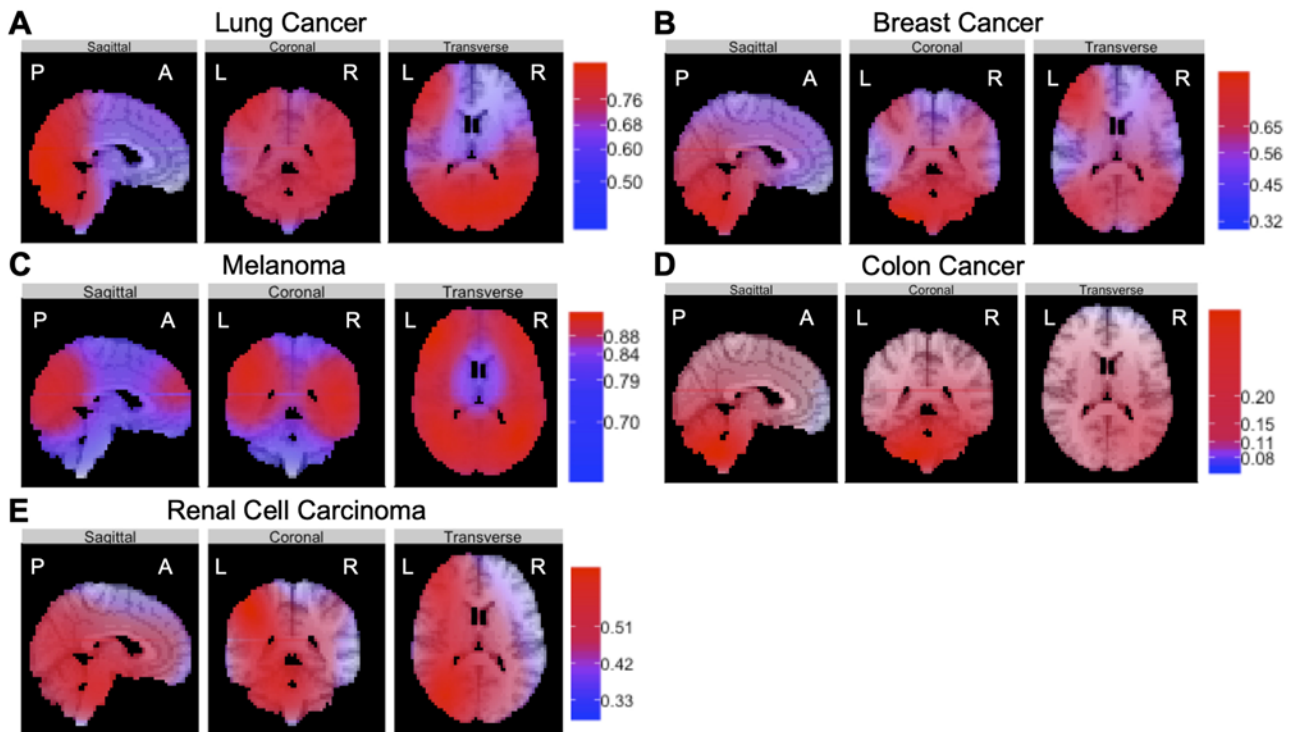 A Lung Cancer
Sagittal Coronal Transverse
P A L R L R
0.76
0.68
0.60
0.50
B Breast Cancer
Sagittal Coronal Transverse
P A L R L R
0.65
0.56
0.45
0.32
C Melanoma
Sagittal Coronal Transverse
P A L R L R
0.88
0.84
0.79
0.70
D Colon Cancer
Sagittal Coronal Transverse
P A L R L R
0.20
0.15
0.11
0.08
E Renal Cell Carcinoma
Sagittal Coronal Transverse
P A L R L R
0.51
0.42
0.33